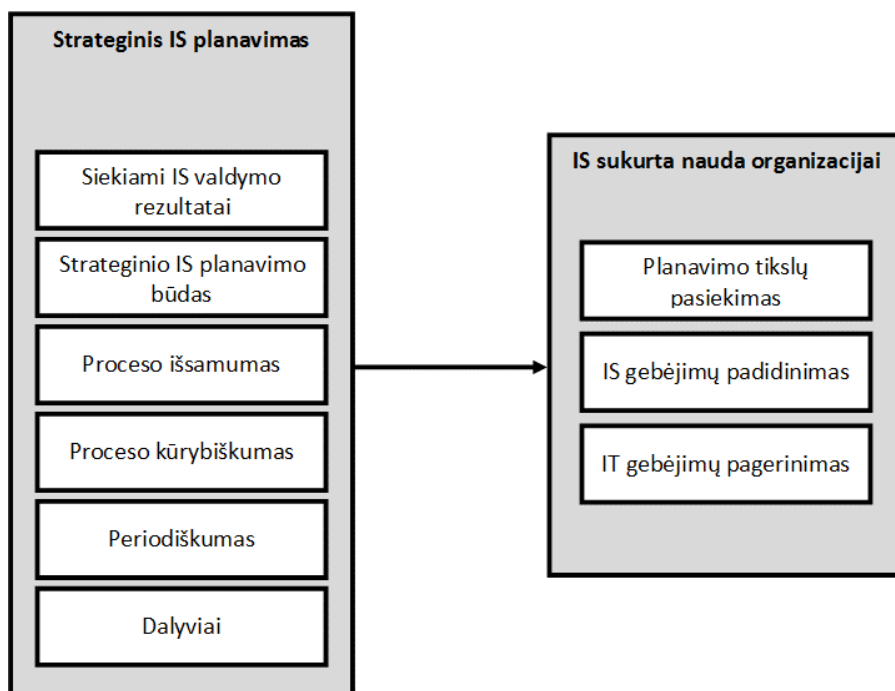 Strateginis IS planavimas
Siekiami IS valdymo
rezultatai
Strateginio IS planavimo
būdas
Proceso išsamumas
Proceso kūrybiškumas
Periodiškumas
Dalyviai
IS sukurta nauda organizacijai
Planavimo tikslų
pasiekimas
IS gebėjimų padidinimas
IT gebėjimų pagerinimas